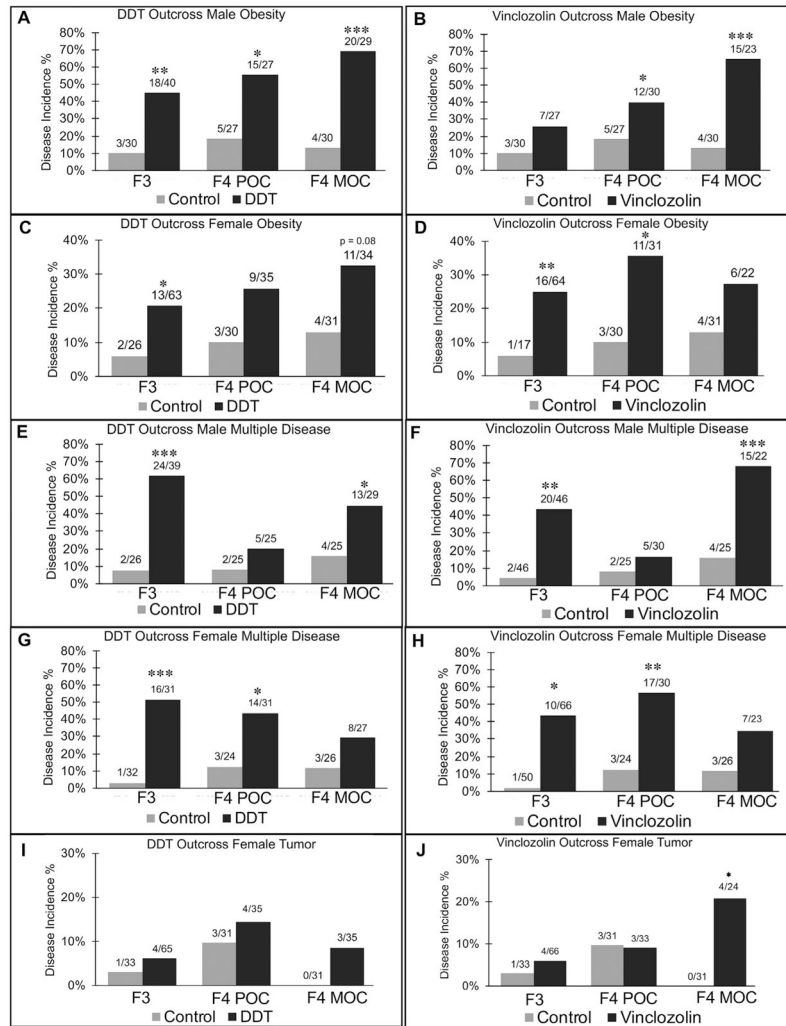 A
DDT Outcross Male Obesity
Disease Incidence %
80%
70%
60%
50%
40%
30%
20%
10%
0%
3/30
**
18/40
5/27
*
15/27
4/30
***
20/29
F3
F4 POC
F4 MOC
Control
DDT
B
Vinclozolin Outcross Male Obesity
Disease Incidence %
80%
70%
60%
50%
40%
30%
20%
10%
0%
3/30
7/27
5/27
*
12/30
4/30
***
15/23
F3
F4 POC
F4 MOC
Control
Vinclozolin
C
DDT Outcross Female Obesity
Disease Incidence %
40%
30%
20%
10%
0%
2/26
*
13/63
3/30
9/35
4/31
p = 0.08
11/34
F3
F4 POC
F4 MOC
Control
DDT
D
Vinclozolin Outcross Female Obesity
Disease Incidence %
40%
30%
20%
10%
0%
1/17
**
16/64
3/30
*
11/31
4/31
6/22
F3
F4 POC
F4 MOC
Control
Vinclozolin
E
DDT Outcross Male Multiple Disease
Disease Incidence %
80%
70%
60%
50%
40%
30%
20%
10%
0%
2/26
***
24/39
2/25
5/25
4/25
*
13/29
F3
F4 POC
F4 MOC
Control
DDT
F
Vinclozolin Outcross Male Multiple Disease
Disease Incidence %
80%
70%
60%
50%
40%
30%
20%
10%
0%
2/46
**
20/46
2/25
5/30
4/25
***
15/22
F3
F4 POC
F4 MOC
Control
Vinclozolin
G
DDT Outcross Female Multiple Disease
Disease Incidence %
80%
70%
60%
50%
40%
30%
20%
10%
0%
1/32
***
16/31
3/24
*
14/31
3/26
8/27
F3
F4 POC
F4 MOC
Control
DDT
H
Vinclozolin Outcross Female Multiple Disease
Disease Incidence %
80%
70%
60%
50%
40%
30%
20%
10%
0%
1/50
*
10/66
3/24
**
17/30
3/26
7/23
F3
F4 POC
F4 MOC
Control
Vinclozolin
I
DDT Outcross Female Tumor
Disease Incidence %
30%
20%
10%
0%
1/33
4/65
3/31
4/35
0/31
3/35
F3
F4 POC
F4 MOC
Control
DDT
J
Vinclozolin Outcross Female Tumor
Disease Incidence %
30%
20%
10%
0%
1/33
4/66
3/31
3/33
0/31
*
4/24
F3
F4 POC
F4 MOC
Control
Vinclozolin